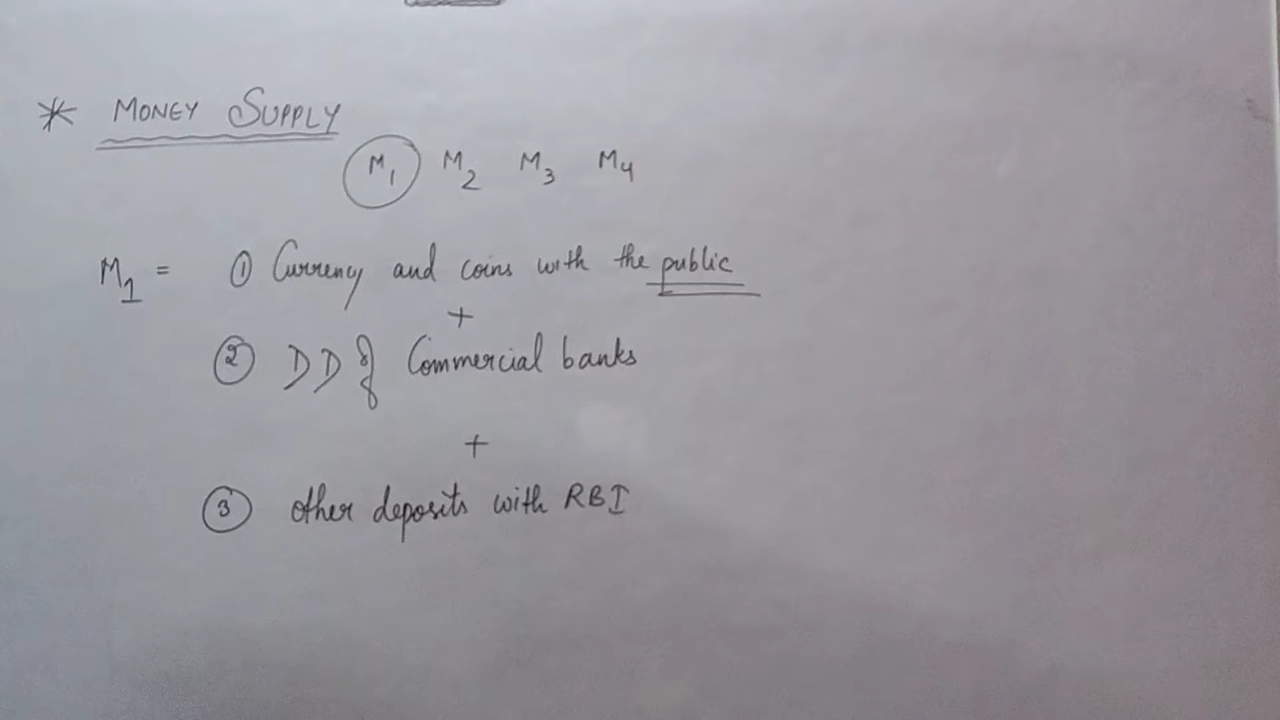 * MONEY SUPPLY
M1 M2 M3 M4
M1 = ① Currency and coins with the public
+
② DD of Commercial banks
+
③ other deposits with RBI